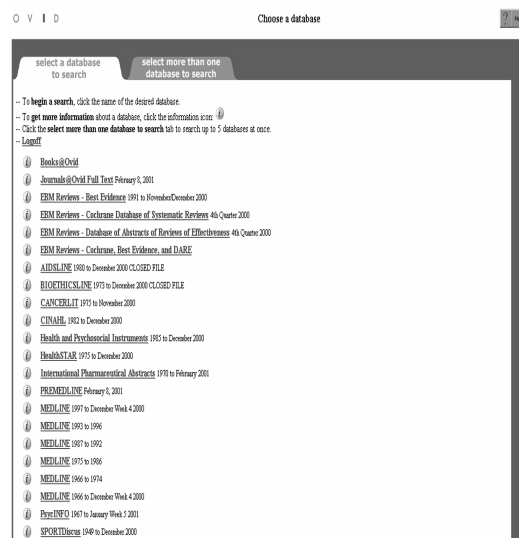 O V I D Choose a database ?
select a database select more than one
to search database to search
-- To begin a search, click the name of the desired database.
-- To get more information about a database, click the information icon: i
-- Click the select more than one database to search tab to search up to 5 databases at once.
-- Logoff
i Books@Ovid
i Journals@Ovid Full Text February 8, 2001
i EBM Reviews - Best Evidence 1991 to November/December 2000
i EBM Reviews - Cochrane Database of Systematic Reviews 4th Quarter 2000
i EBM Reviews - Database of Abstracts of Reviews of Effectiveness 4th Quarter 2000
i EBM Reviews - Cochrane, Best Evidence, and DARE
i AIDSLINE 1980 to December 2000 CLOSED FILE
i BIOETHICSLINE 1973 to December 2000 CLOSED FILE
i CANCERLIT 1975 to November 2000
i CINAHL 1982 to December 2000
i Health and Psychosocial Instruments 1985 to December 2000
i HealthSTAR 1975 to December 2000
i International Pharmaceutical Abstracts 1970 to February 2001
i PREMEDLINE February 8, 2001
i MEDLINE 1997 to December Week 4 2000
i MEDLINE 1993 to 1996
i MEDLINE 1987 to 1992
i MEDLINE 1975 to 1986
i MEDLINE 1966 to 1974
i MEDLINE 1966 to December Week 4 2000
i PsycINFO 1967 to January Week 5 2001
i SPORTDiscus 1949 to December 2000